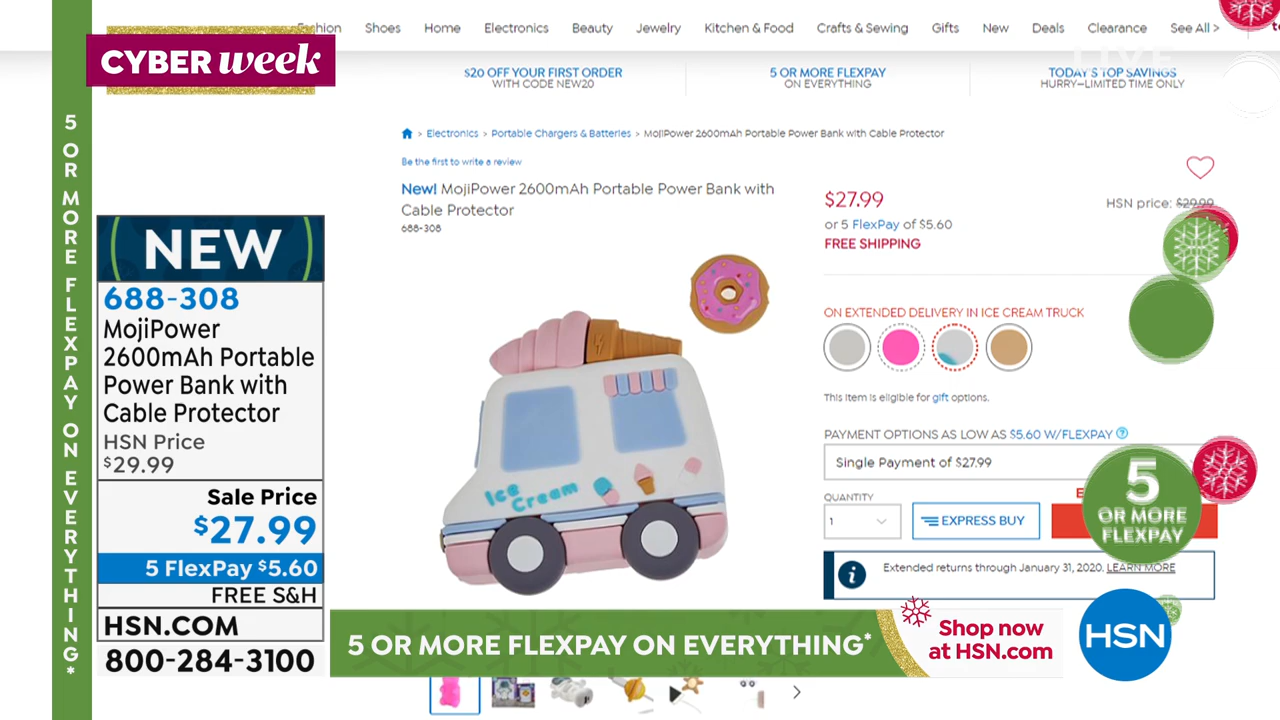 Fashion Shoes Home Electronics Beauty Jewelry Kitchen & Food Crafts & Sewing Gifts New Deals Clearance See All >
CYBER week
LIVE
$20 OFF YOUR FIRST ORDER
WITH CODE NEW20
5 OR MORE FLEXPAY
ON EVERYTHING
TODAY'S TOP SAVINGS
HURRY—LIMITED TIME ONLY
5 OR MORE FLEXPAY ON EVERYTHING*
> Electronics > Portable Chargers & Batteries > MojiPower 2600mAh Portable Power Bank with Cable Protector
Be the first to write a review
New! MojiPower 2600mAh Portable Power Bank with
Cable Protector
688-308
$27.99
HSN price: $29.99
or 5 FlexPay of $5.60
FREE SHIPPING
NEW
688-308
MojiPower
2600mAh Portable
Power Bank with
Cable Protector
HSN Price
$29.99
Sale Price
$27.99
5 FlexPay $5.60
FREE S&H
HSN.COM
800-284-3100
Ice
Cream
ON EXTENDED DELIVERY IN ICE CREAM TRUCK
This item is eligible for gift options.
PAYMENT OPTIONS AS LOW AS $5.60 W/FLEXPAY ?
Single Payment of $27.99
QUANTITY
1
EXPRESS BUY
5
OR MORE
FLEXPAY
i
Extended returns through January 31, 2020. LEARN MORE
5 OR MORE FLEXPAY ON EVERYTHING*
Shop now
at HSN.com
HSN